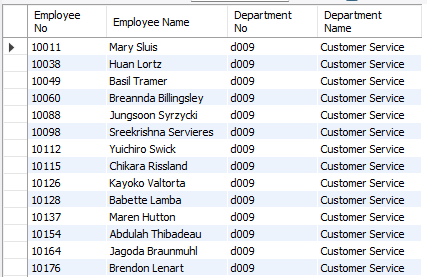 Employee No Employee Name Department No Department Name
10011 Mary Sluis d009 Customer Service
10038 Huan Lortz d009 Customer Service
10049 Basil Tramer d009 Customer Service
10060 Breannda Billingsley d009 Customer Service
10088 Jungsoon Syrzycki d009 Customer Service
10098 Sreekrishna Servieres d009 Customer Service
10112 Yuichiro Swick d009 Customer Service
10115 Chikara Rissland d009 Customer Service
10126 Kayoko Valtorta d009 Customer Service
10128 Babette Lamba d009 Customer Service
10137 Maren Hutton d009 Customer Service
10154 Abdulah Thibadeau d009 Customer Service
10164 Jagoda Braunmuhl d009 Customer Service
10176 Brendon Lenart d009 Customer Service